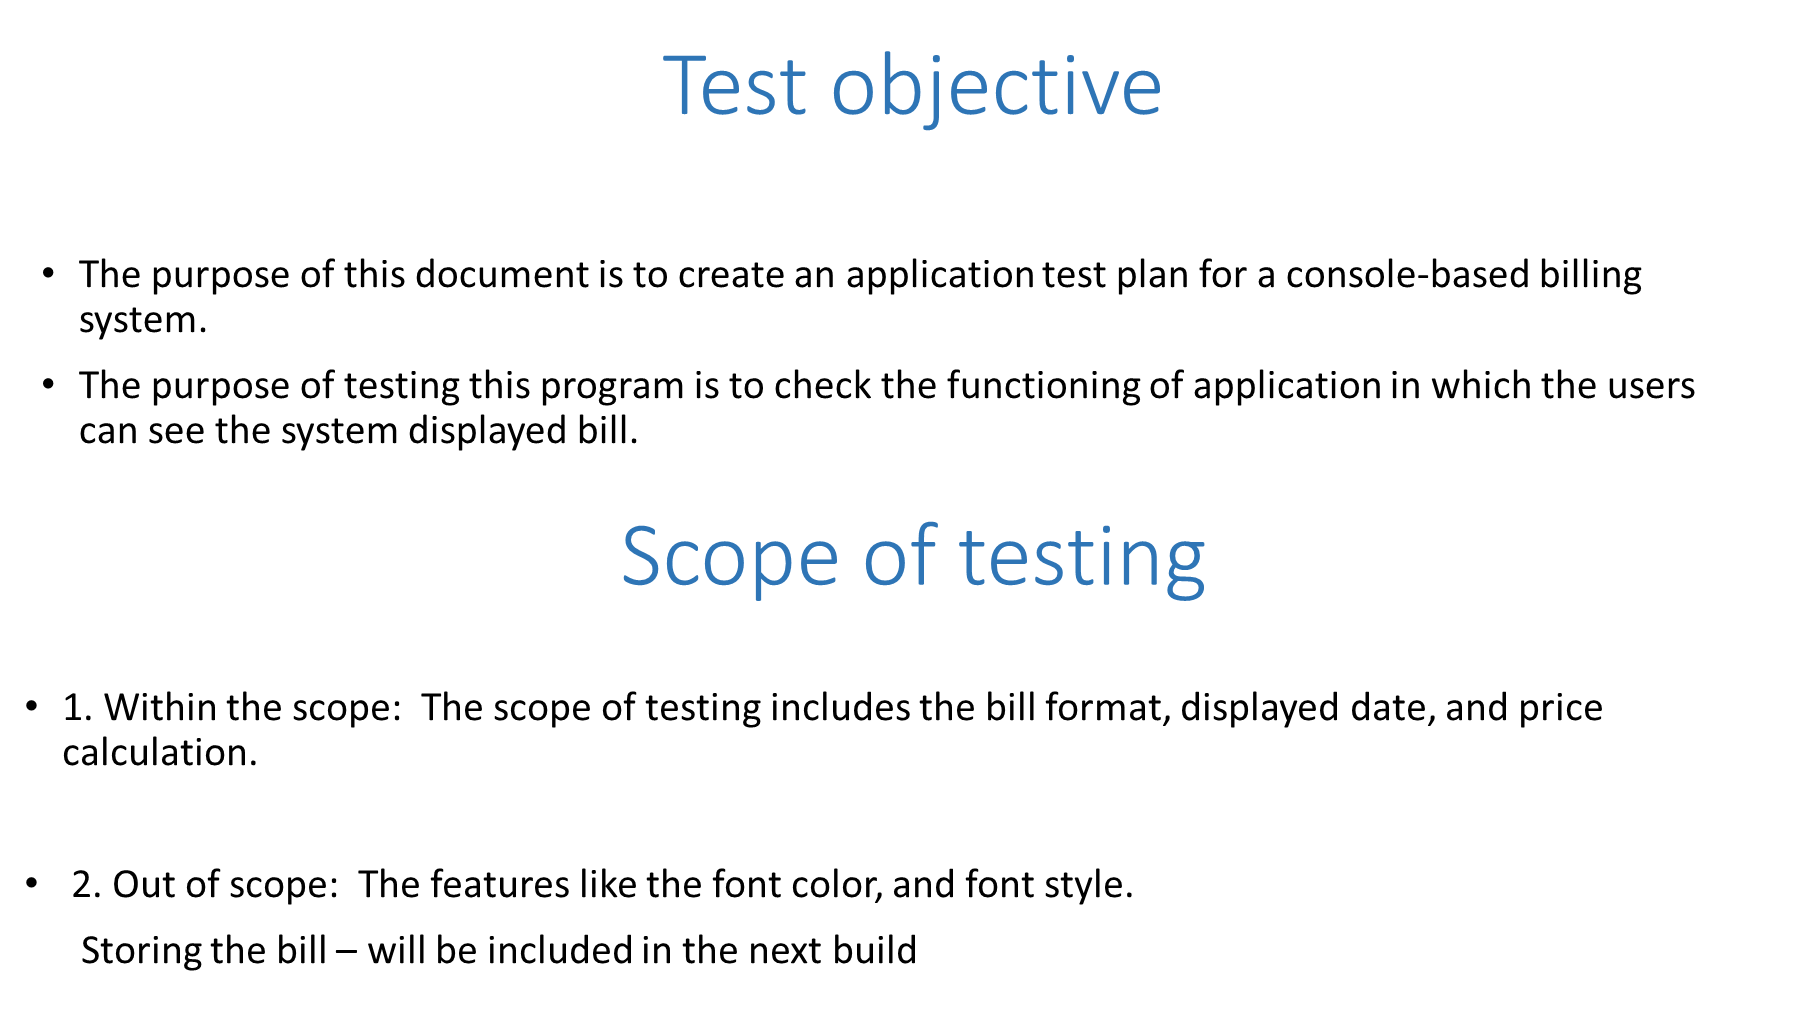 Test objective
• The purpose of this document is to create an application test plan for a console-based billing
system.
• The purpose of testing this program is to check the functioning of application in which the users
can see the system displayed bill.
Scope of testing
• 1. Within the scope:  The scope of testing includes the bill format, displayed date, and price
calculation.
• 2. Out of scope:  The features like the font color, and font style.
Storing the bill – will be included in the next build